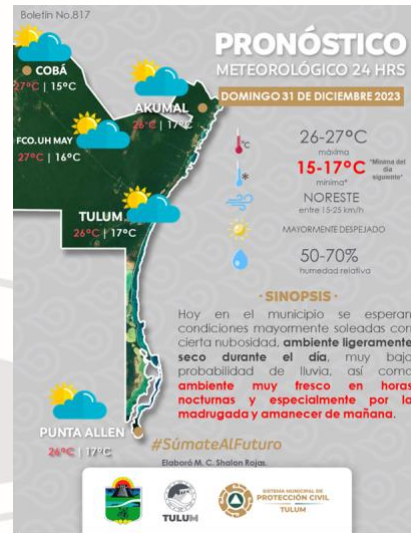 Boletín No.817
PRONÓSTICO
METEOROLÓGICO 24 HRS
DOMINGO 31 DE DICIEMBRE 2023
COBÁ
27°C | 15°C
AKUMAL
26°C | 17°C
FCO.UH MAY
27°C | 16°C
TULUM
26°C | 17°C
PUNTA ALLEN
26°C | 17°C
°C
26-27°C
máxima
15-17°C
mínima*
*Mínima del
día
siguiente*
NORESTE
entre 15-25 km/h
MAYORMENTE DESPEJADO
50-70%
humedad relativa
· SINOPSIS ·
Hoy en el municipio se esperan
condiciones mayormente soleadas con
cierta nubosidad, ambiente ligeramente
seco durante el día, muy baja
probabilidad de lluvia, así como
ambiente muy fresco en horas
nocturnas y especialmente por la
madrugada y amanecer de mañana.
#SúmateAlFuturo
Elaboró M. C. Shalon Rojas.
TULUM
SISTEMA MUNICIPAL DE
PROTECCIÓN CIVIL
TULUM